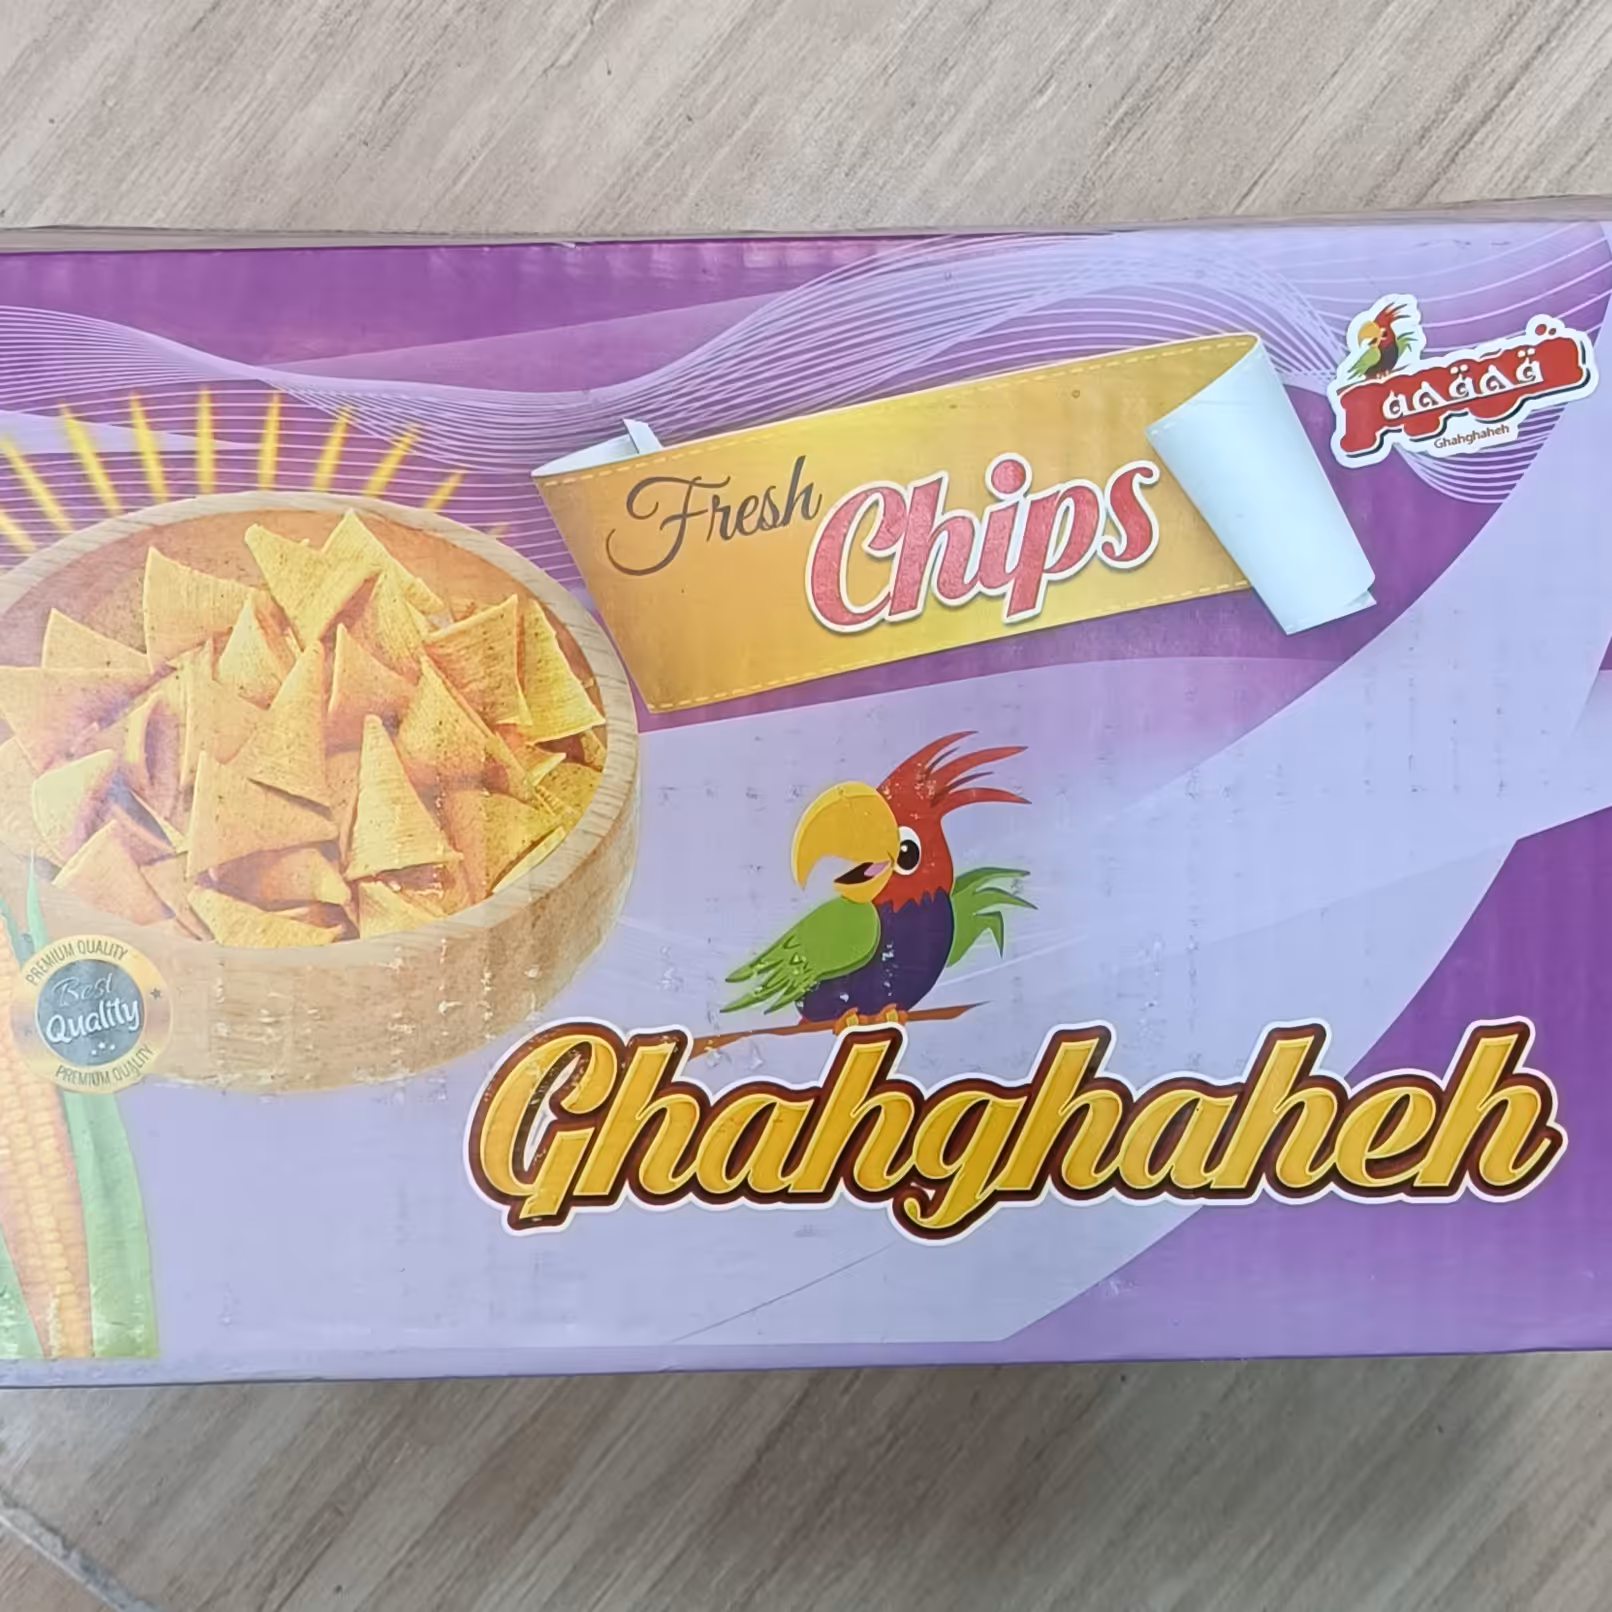 Fresh Chips
قهقهه
Ghahghaheh
PREMIUM QUALITY
Best
Quality
PREMIUM QUALITY
Ghahghaheh